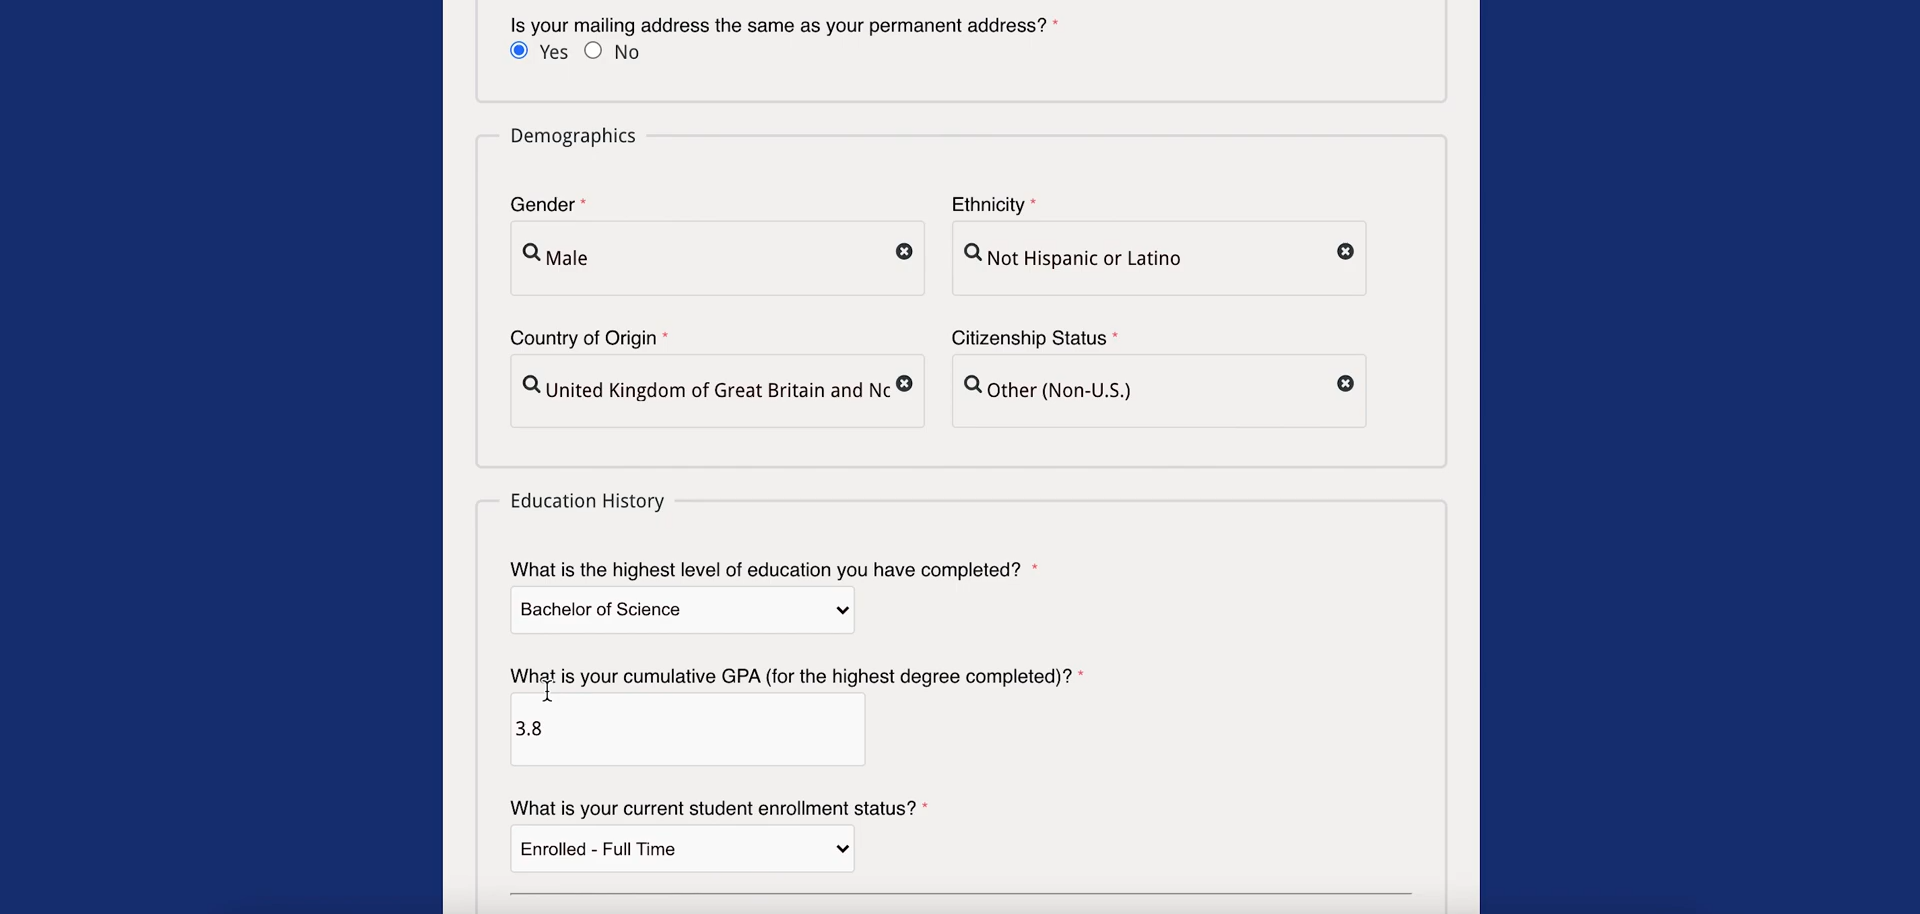 Is your mailing address the same as your permanent address? *
Yes No
Demographics
Gender * Ethnicity *
Male Not Hispanic or Latino
Country of Origin * Citizenship Status *
United Kingdom of Great Britain and Other (Non-U.S.)
Education History
What is the highest level of education you have completed? *
Bachelor of Science
What is your cumulative GPA (for the highest degree completed)? *
3.8
What is your current student enrollment status? *
Enrolled - Full Time